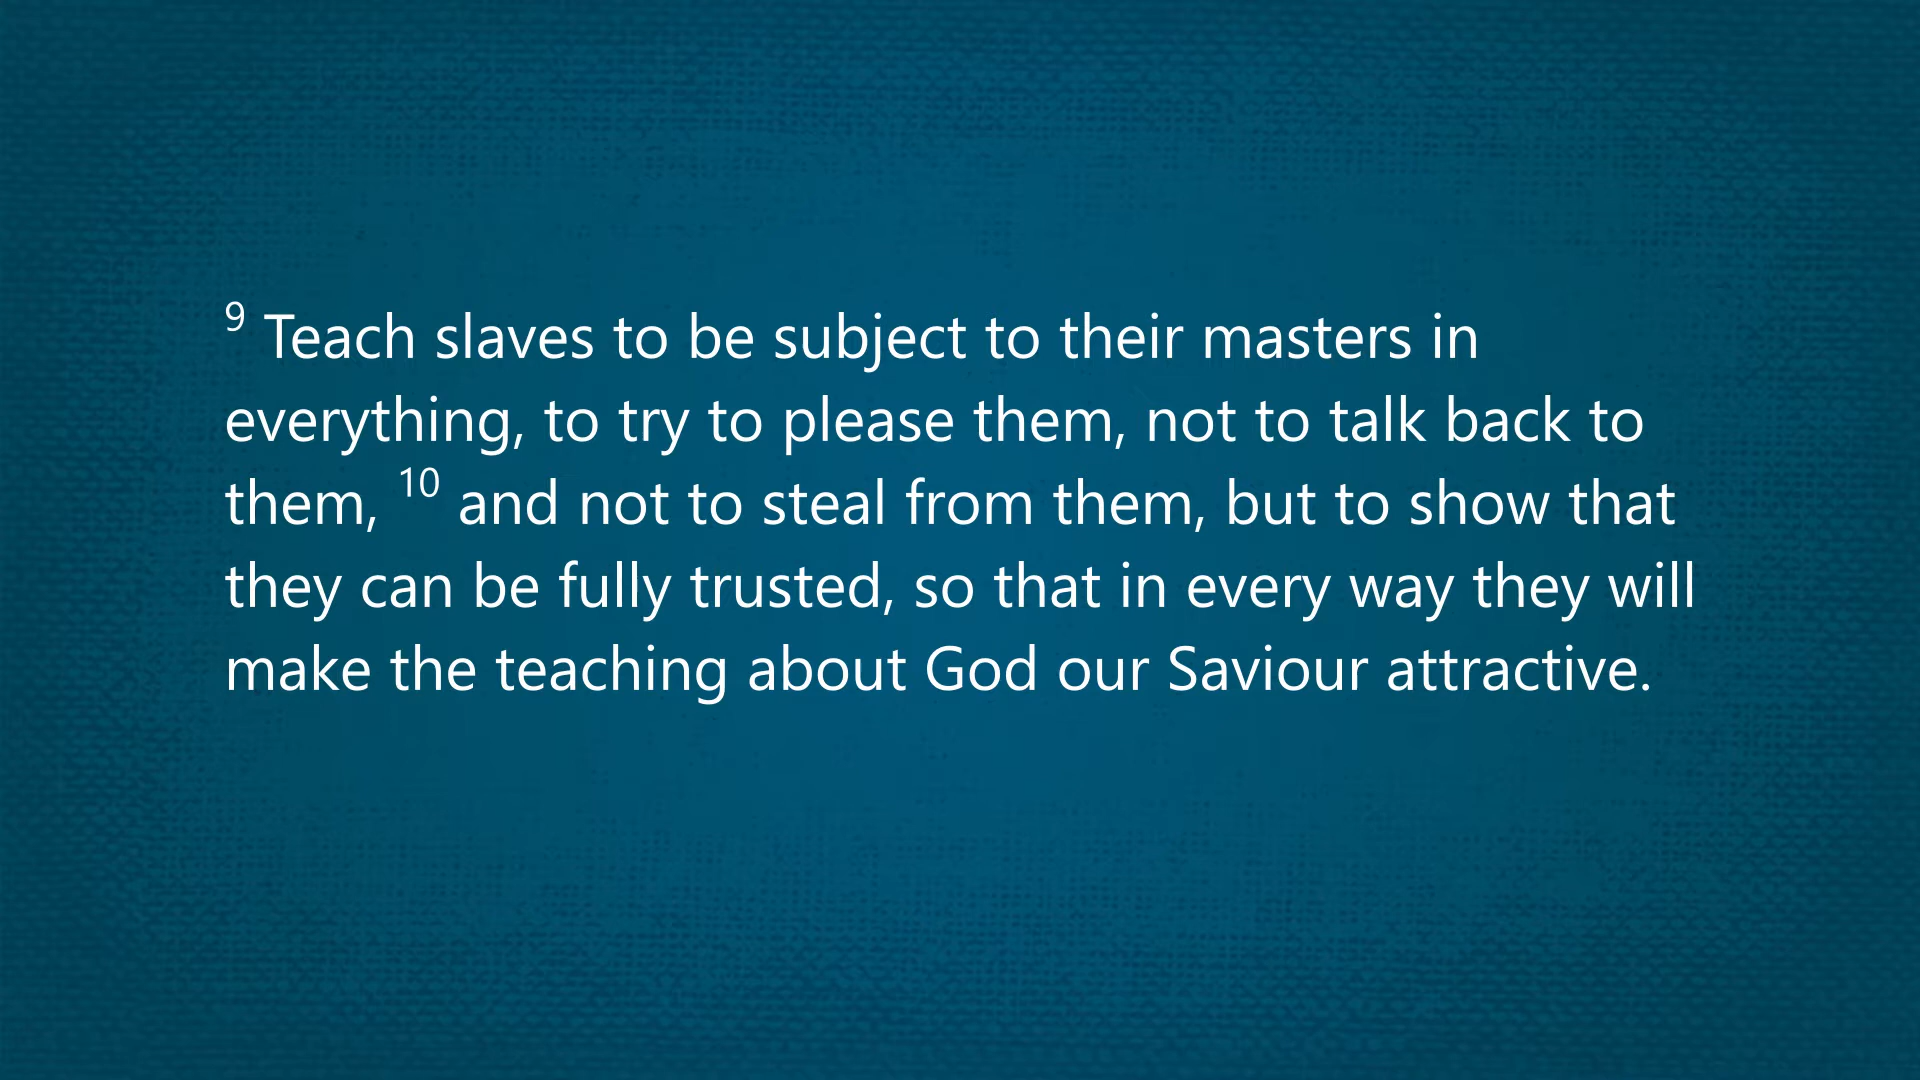 9 Teach slaves to be subject to their masters in
everything, to try to please them, not to talk back to
them, 10 and not to steal from them, but to show that
they can be fully trusted, so that in every way they will
make the teaching about God our Saviour attractive.